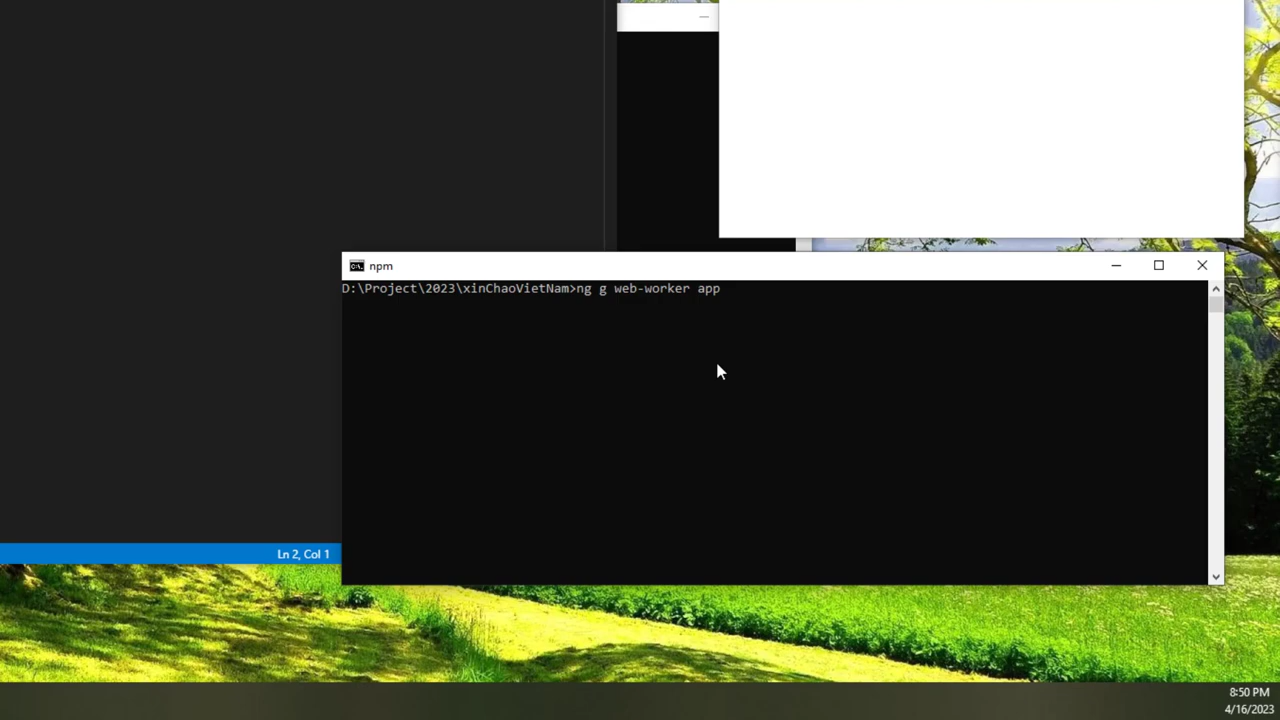 npm
D:\Project\2023\xinChaoVietNam>ng g web-worker app
Ln 2, Col 1
8:50 PM
4/16/2023